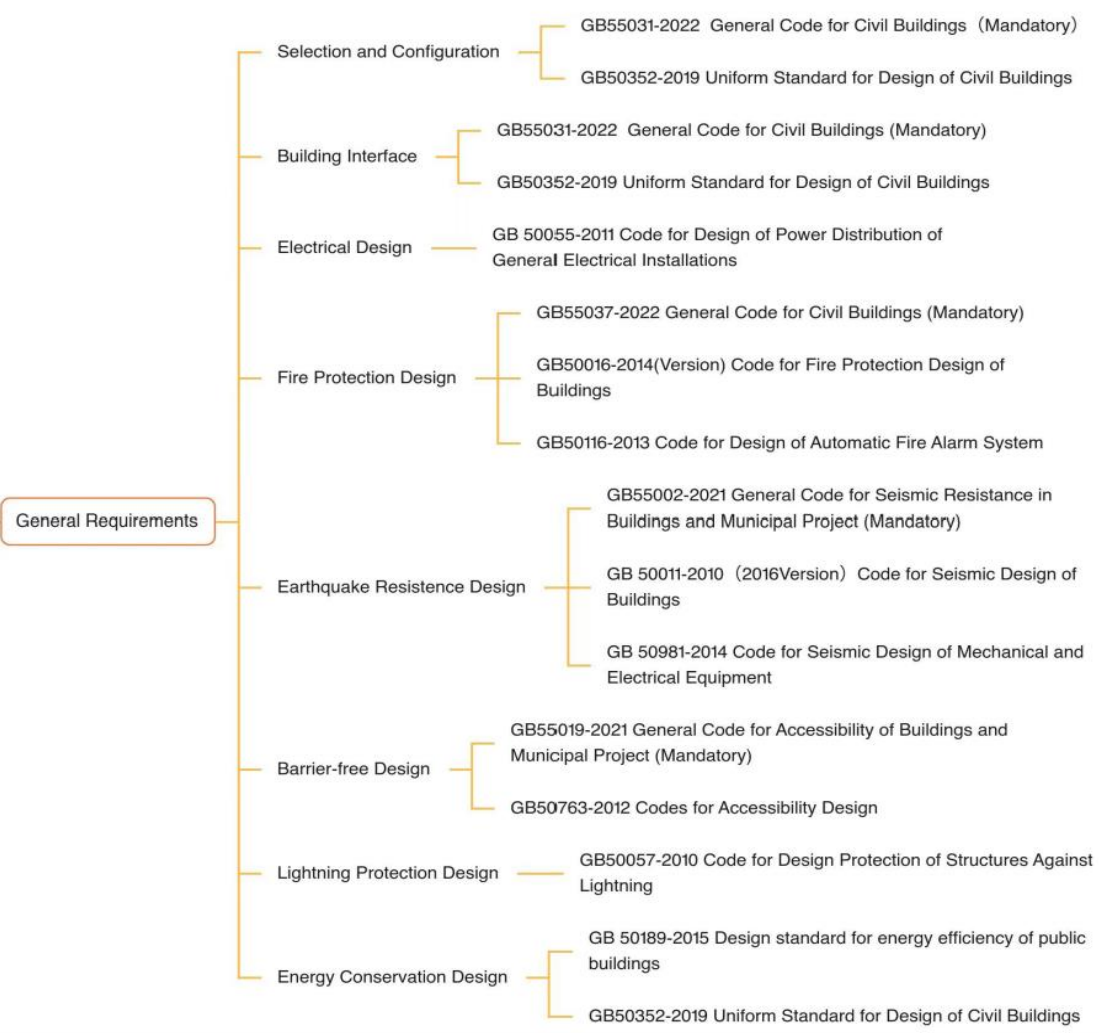 General Requirements
Selection and Configuration
GB55031-2022  General Code for Civil Buildings（Mandatory）
GB50352-2019 Uniform Standard for Design of Civil Buildings
Building Interface
GB55031-2022  General Code for Civil Buildings (Mandatory)
GB50352-2019 Uniform Standard for Design of Civil Buildings
Electrical Design
GB 50055-2011 Code for Design of Power Distribution of
General Electrical Installations
Fire Protection Design
GB55037-2022 General Code for Civil Buildings (Mandatory)
GB50016-2014(Version) Code for Fire Protection Design of
Buildings
GB50116-2013 Code for Design of Automatic Fire Alarm System
Earthquake Resistence Design
GB55002-2021 General Code for Seismic Resistance in
Buildings and Municipal Project (Mandatory)
GB 50011-2010（2016Version）Code for Seismic Design of
Buildings
GB 50981-2014 Code for Seismic Design of Mechanical and
Electrical Equipment
Barrier-free Design
GB55019-2021 General Code for Accessibility of Buildings and
Municipal Project (Mandatory)
GB50763-2012 Codes for Accessibility Design
Lightning Protection Design
GB50057-2010 Code for Design Protection of Structures Against
Lightning
Energy Conservation Design
GB 50189-2015 Design standard for energy efficiency of public
buildings
GB50352-2019 Uniform Standard for Design of Civil Buildings